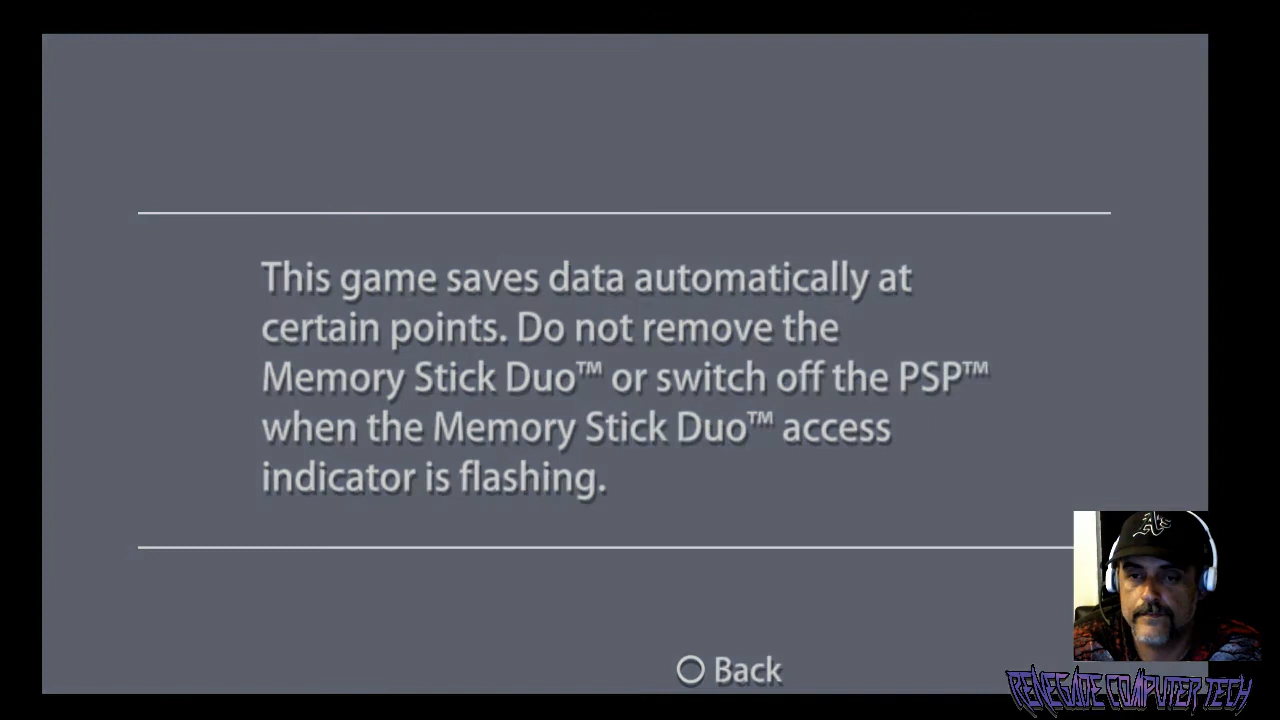 This game saves data automatically at
certain points. Do not remove the
Memory Stick Duo™ or switch off the PSP™
when the Memory Stick Duo™ access
indicator is flashing.
A's
Back
RENEGADE COMPUTER TECH